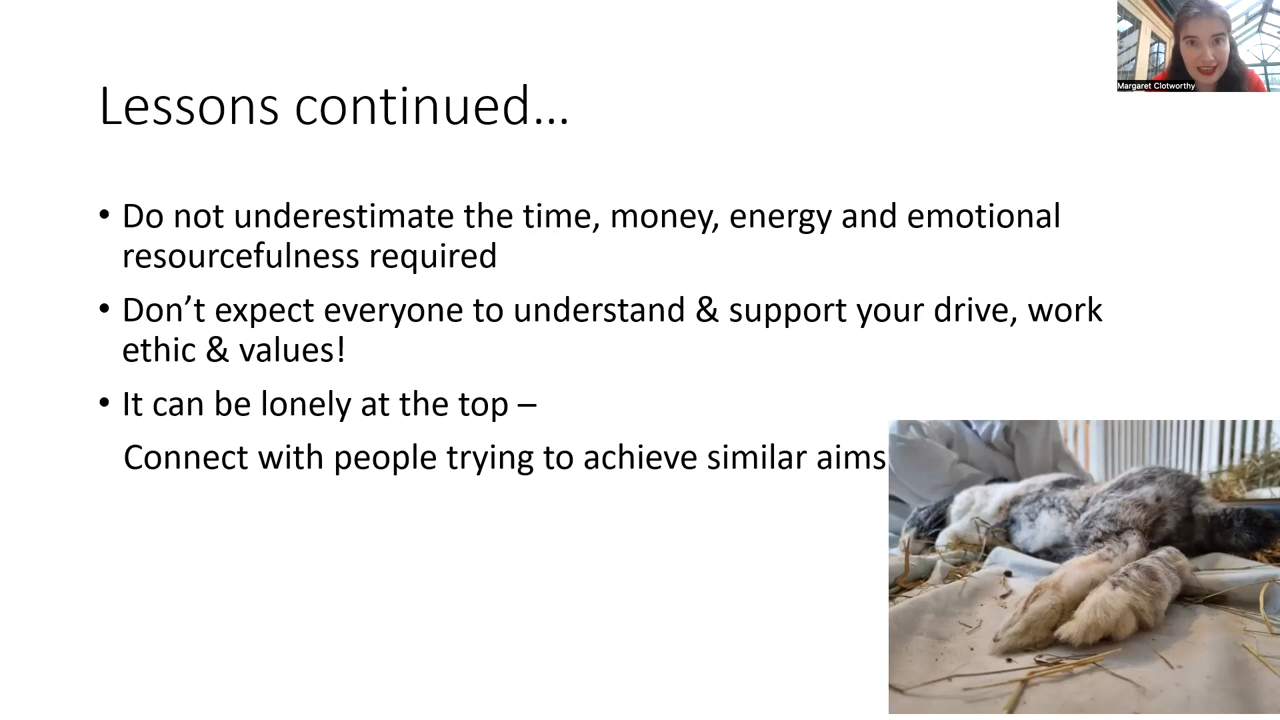 Margaret Clotworthy
Lessons continued...
• Do not underestimate the time, money, energy and emotional
resourcefulness required
• Don’t expect everyone to understand & support your drive, work
ethic & values!
• It can be lonely at the top –
Connect with people trying to achieve similar aims